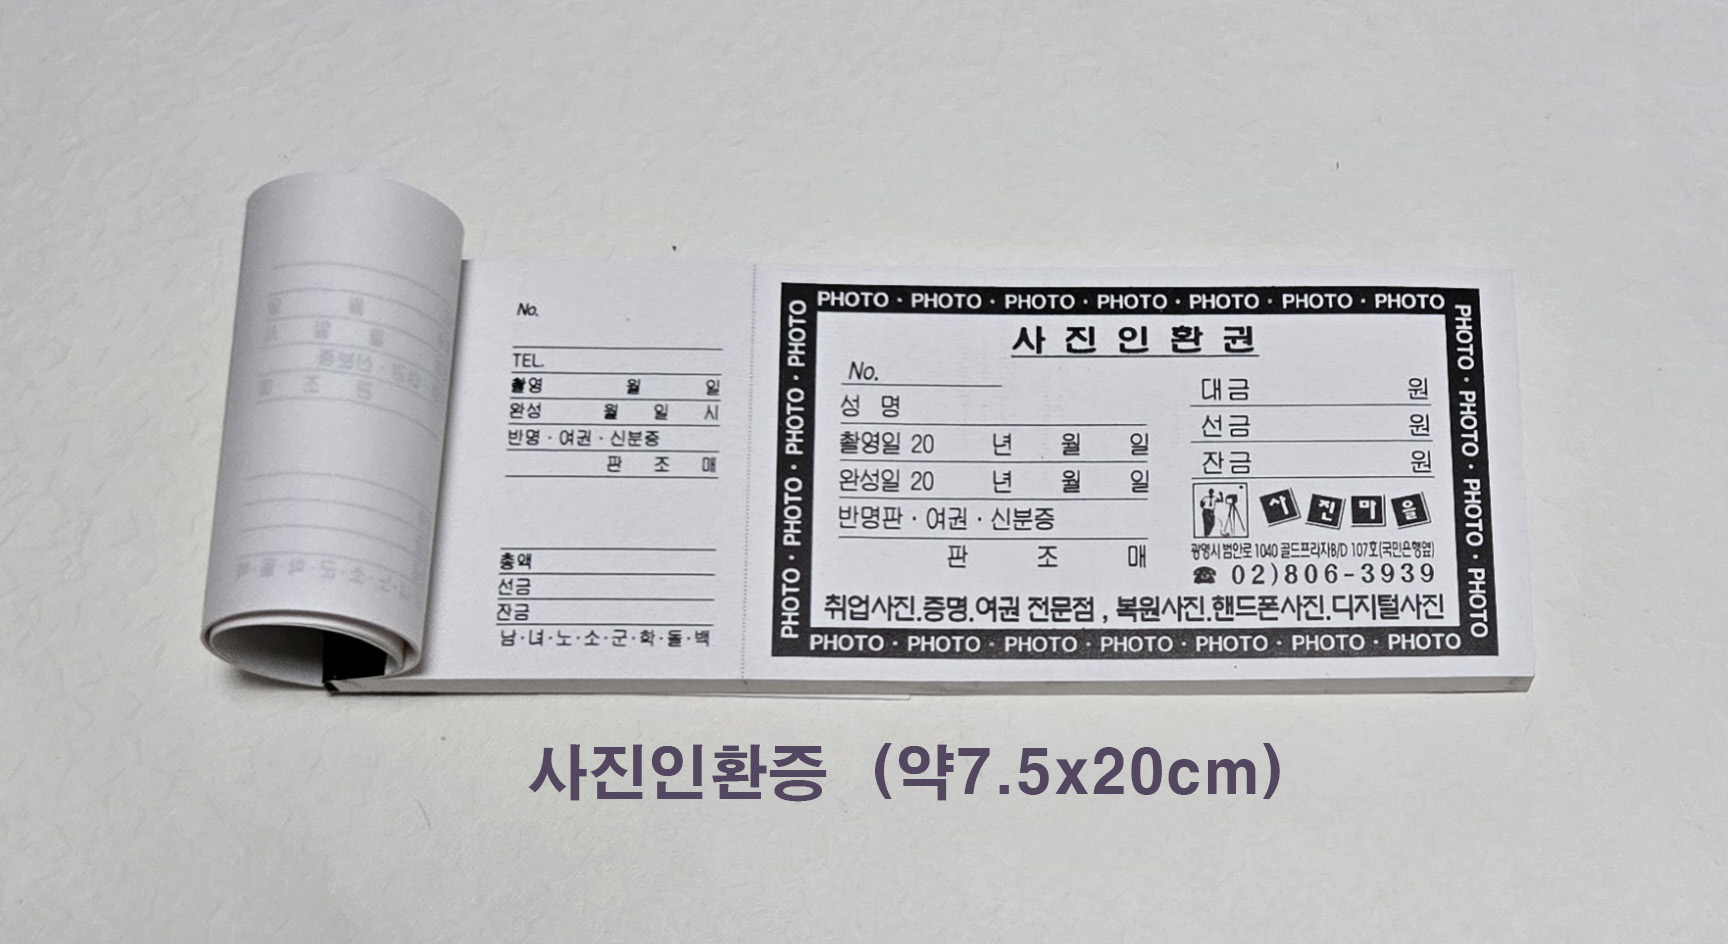 No.
TEL.
촬영 월 일
완성 월 일 시
반명 · 여권 · 신분증
판 조 매
총액
선금
잔금
남·녀·노·소·군·학·돌·백
PHOTO · PHOTO · PHOTO · PHOTO · PHOTO · PHOTO · PHOTO
PHOTO · PHOTO · PHOTO · PHOTO
사진인환권
No.
성 명
촬영일 20 년 월 일
완성일 20 년 월 일
반명판 · 여권 · 신분증
판 조 매
대금 원
선금 원
잔금 원
사진마을
광명시 범안로 1040 골드프라자B/D 107호(국민은행옆)
☎ 02)806-3939
취업사진.증명.여권 전문점, 복원사진.핸드폰사진.디지털사진
PHOTO · PHOTO · PHOTO · PHOTO
PHOTO · PHOTO · PHOTO · PHOTO · PHOTO · PHOTO · PHOTO
사진인환증 (약7.5x20cm)